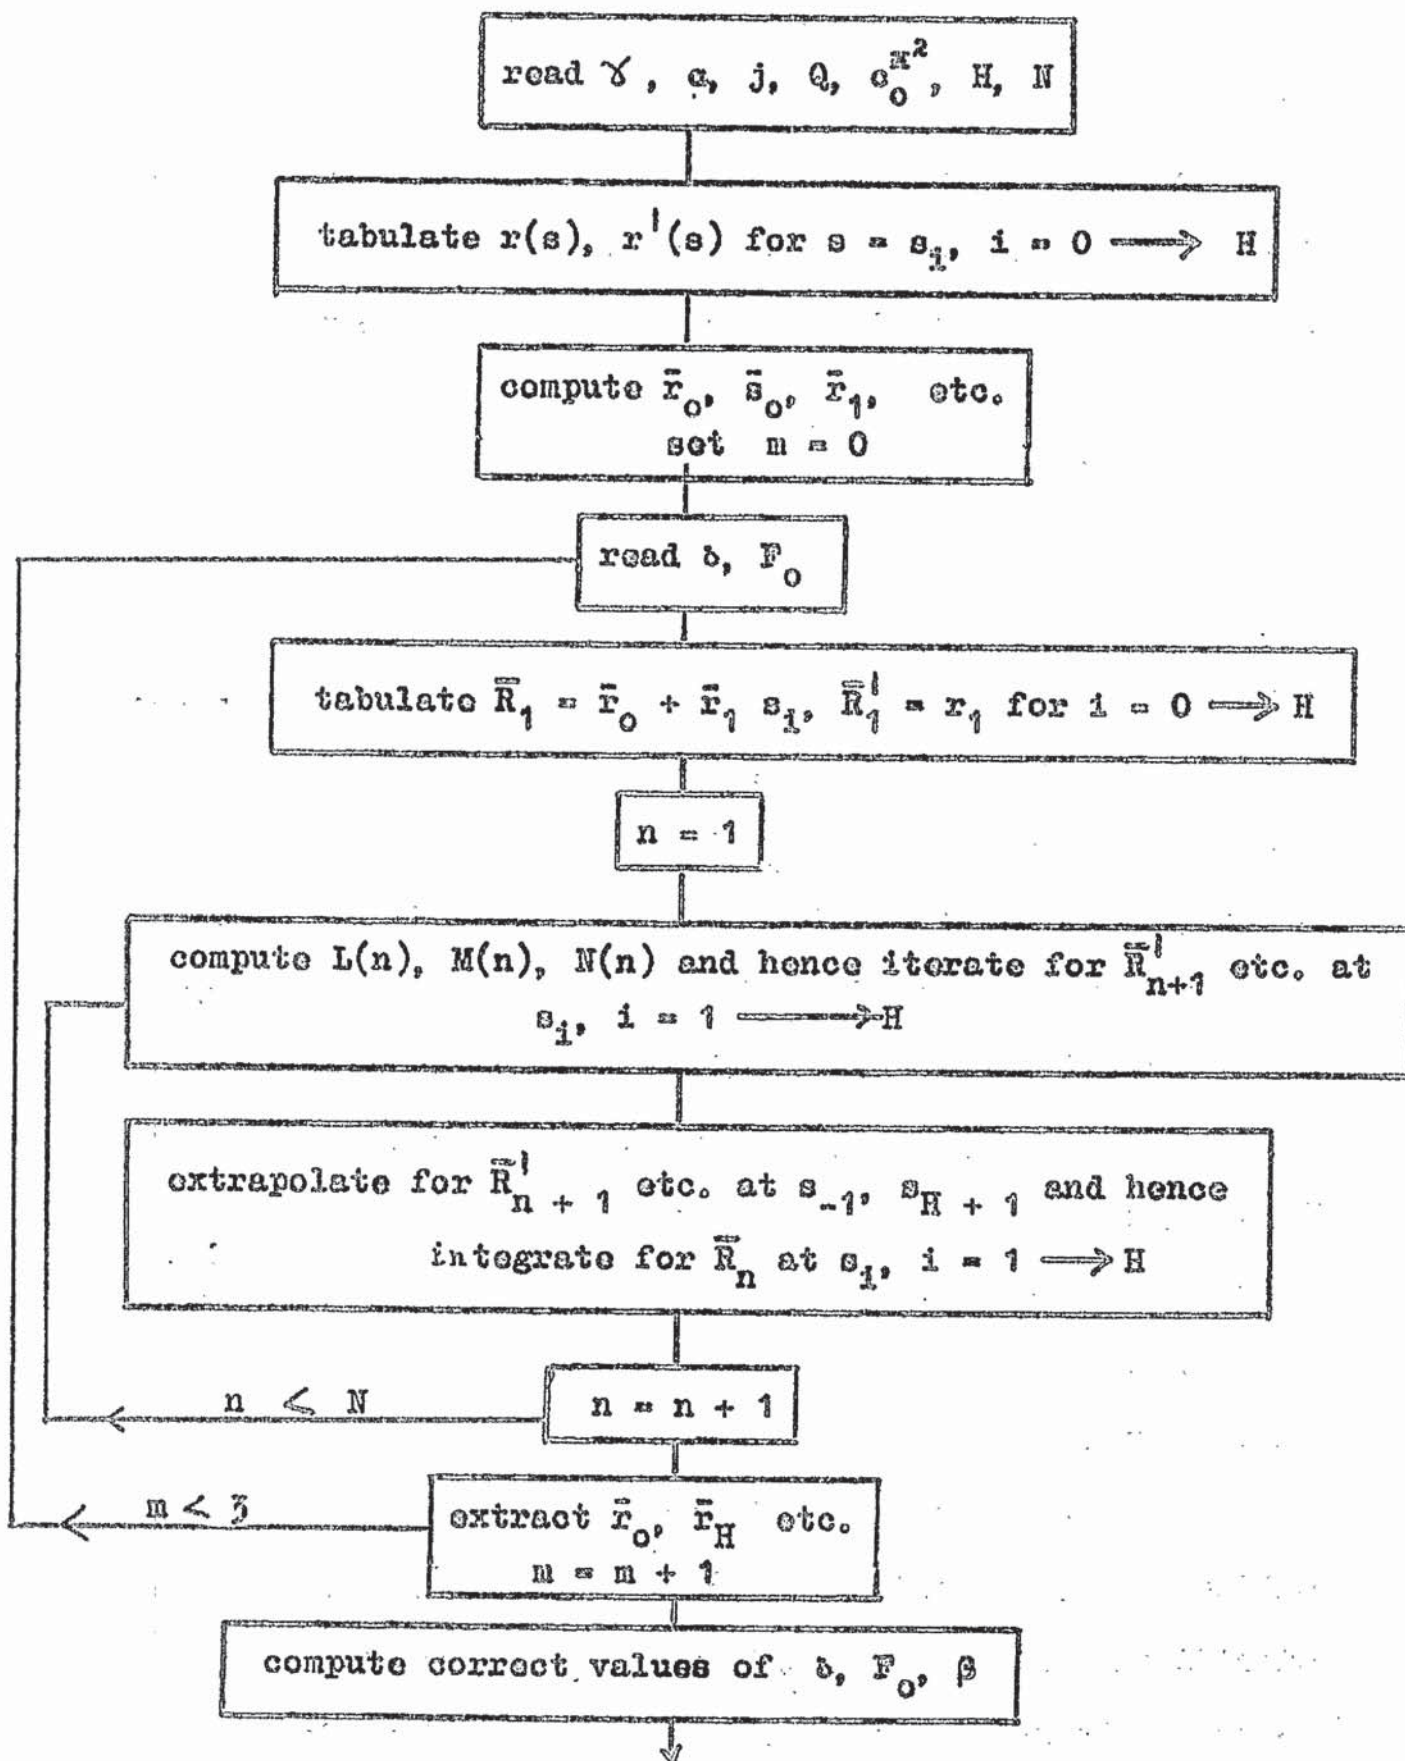 read γ, α, j, Q, c₀ᴹ², H, N
tabulate r(s), r'(s) for s = sᵢ, i = 0 ⟶ H
compute r̄₀, s̄₀, r̄₁, etc.
set m = 0
read δ, F₀
tabulate R̄₁ = r̄₀ + r̄₁ sᵢ, R̄₁' = r₁ for i = 0 ⟶ H
n = 1
compute L(n), M(n), N(n) and hence iterate for R̄'ₙ₊₁ etc. at
sᵢ, i = 1 ⟶ H
extrapolate for R̄'ₙ ₊ ₁ etc. at s₋₁, s_H + 1 and hence
integrate for R̄ₙ at sᵢ, i = 1 ⟶ H
n < N
n = n + 1
m < 3
extract r̄₀, r̄_H etc.
m = m + 1
compute correct values of δ, F₀, β